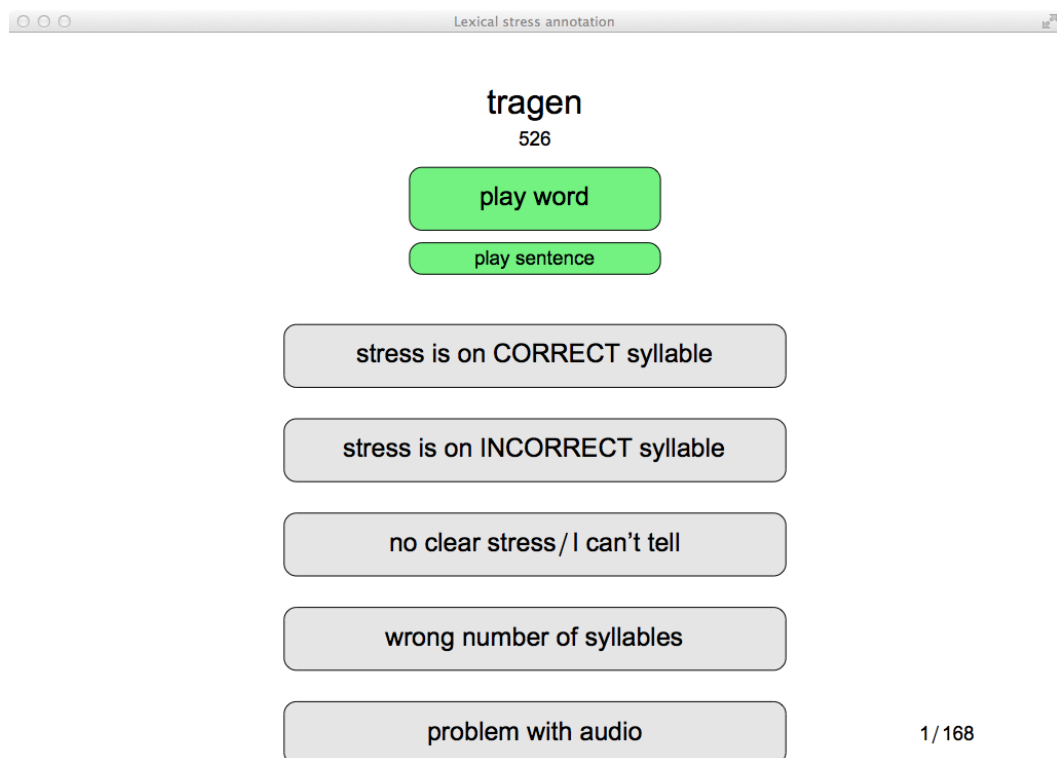 Lexical stress annotation
tragen
526
play word
play sentence
stress is on CORRECT syllable
stress is on INCORRECT syllable
no clear stress/I can't tell
wrong number of syllables
problem with audio
1/168